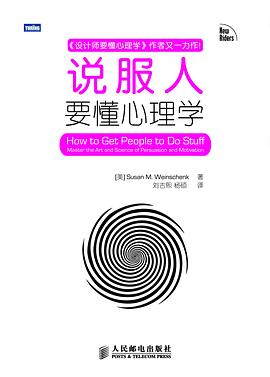 TURING
《设计师要懂心理学》作者又一力作!
New
Riders
说服人
要懂心理学
How to Get People to Do Stuff
Master the Art and Science of Persuasion and Motivation
[美] Susan M. Weinschenk 著
刘吉熙 杨硕 译
人民邮电出版社
POSTS & TELECOM PRESS